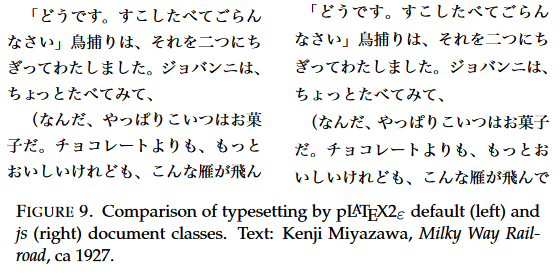 「どうです。すこしたべてごらん
なさい」鳥捕りは、それを二つにち
ぎってわたしました。ジョバンニは、
ちょっとたべてみて、
（なんだ、やっぱりこいつはお菓
子だ。チョコレートよりも、もっと
おいしいけれども、こんな雁が飛ん
「どうです。すこしたべてごらん
なさい」鳥捕りは、それを二つにち
ぎってわたしました。ジョバンニは、
ちょっとたべてみて、
（なんだ、やっぱりこいつはお菓
子だ。チョコレートよりも、もっとお
いしいけれども、こんな雁が飛んで
FIGURE 9. Comparison of typesetting by pLATEX2ε default (left) and
js (right) document classes. Text: Kenji Miyazawa, Milky Way Rail-
road, ca 1927.